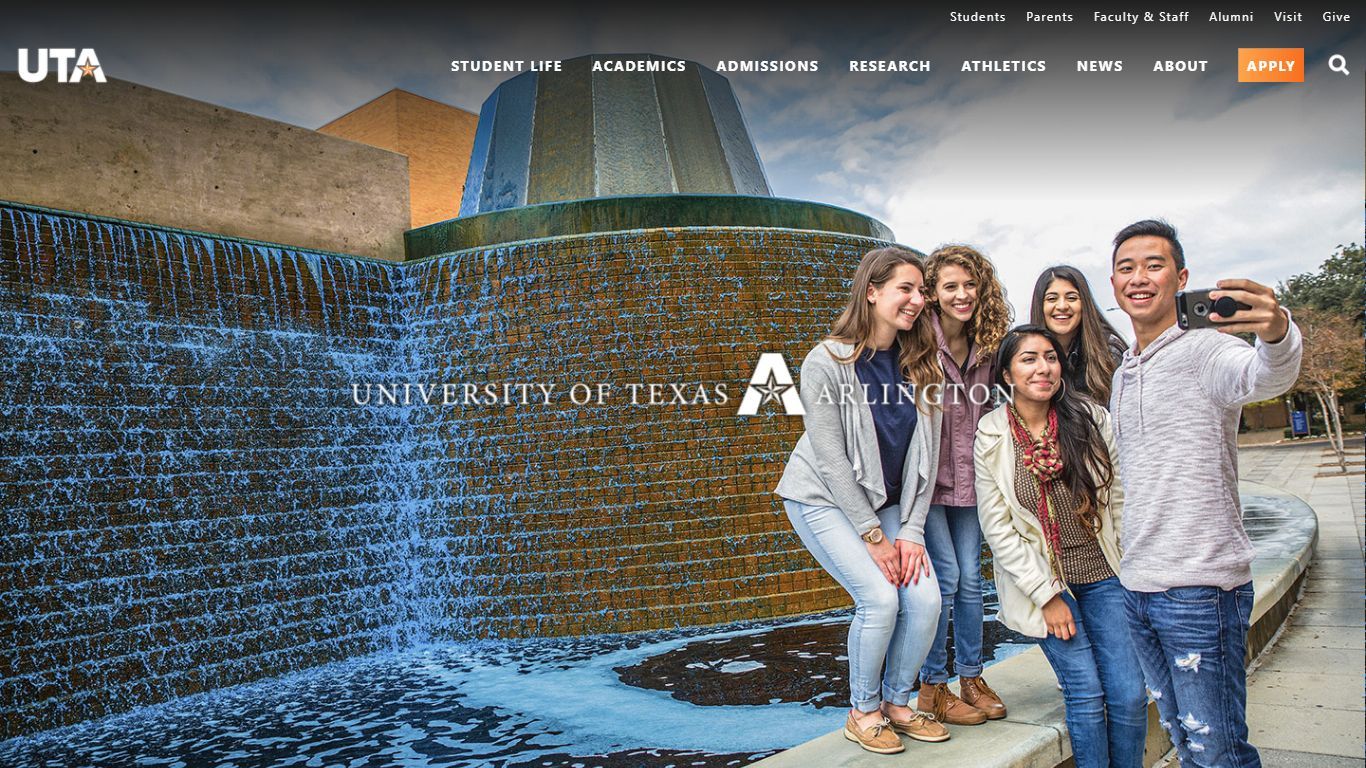 Students Parents Faculty & Staff Alumni Visit Give
UTA STUDENT LIFE ACADEMICS ADMISSIONS RESEARCH ATHLETICS NEWS ABOUT APPLY
UNIVERSITY OF TEXAS A ARLINGTON